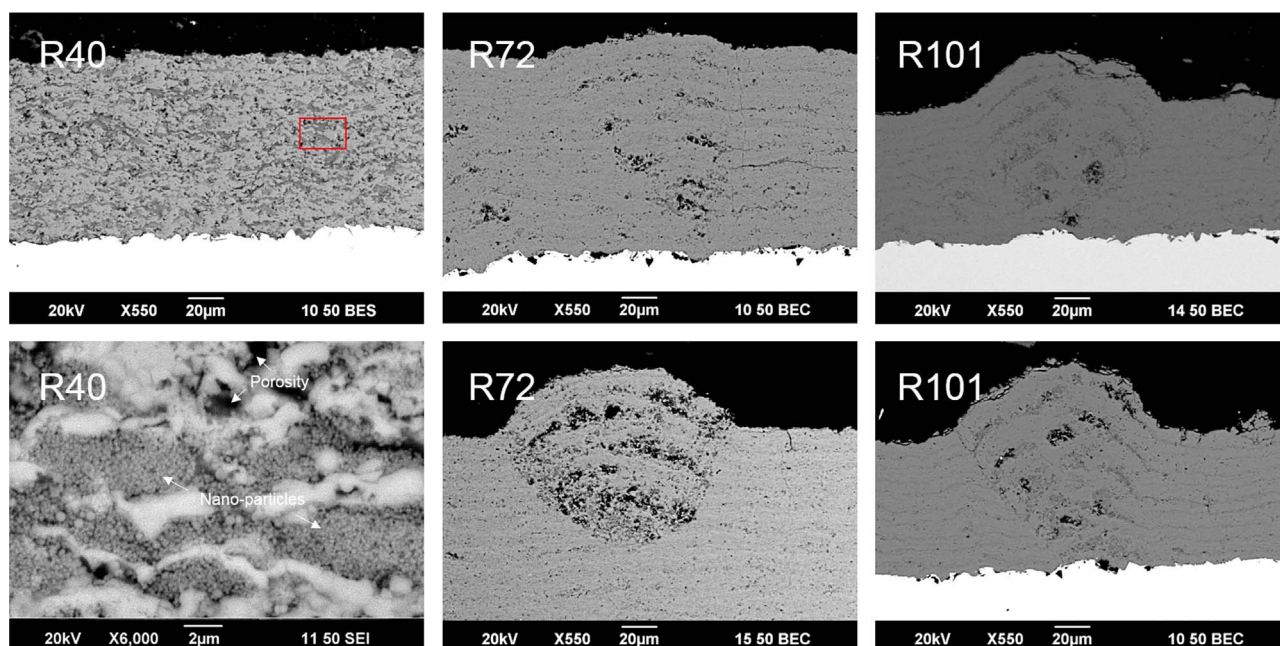 R40
20kV X550 20µm 10 50 BES
R72
20kV X550 20µm 10 50 BEC
R101
20kV X550 20µm 14 50 BEC
R40
Porosity
Nano-particles
20kV X6,000 2µm 11 50 SEI
R72
20kV X550 20µm 15 50 BEC
R101
20kV X550 20µm 10 50 BEC